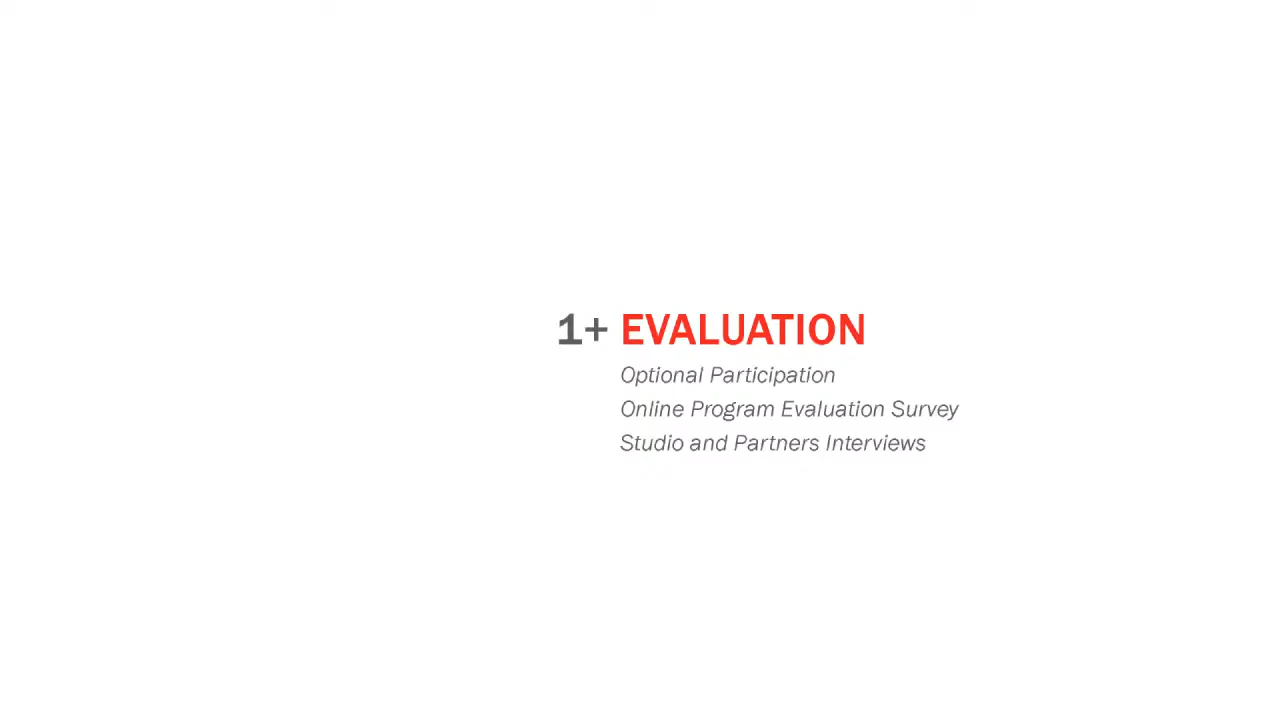 1+ EVALUATION
Optional Participation
Online Program Evaluation Survey
Studio and Partners Interviews